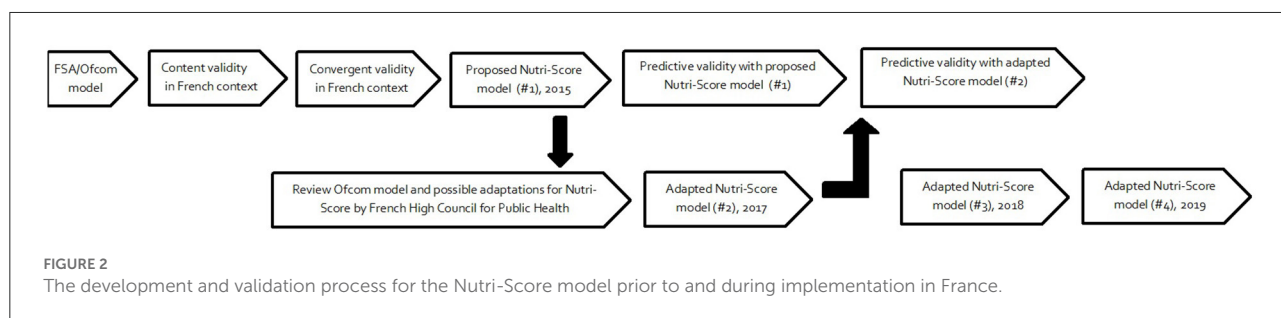 FSA/Ofcom
model
Content validity
in French context
Convergent validity
in French context
Proposed Nutri-Score
model (#1), 2015
Predictive validity with proposed
Nutri-Score model (#1)
Predictive validity with adapted
Nutri-Score model (#2)
Review Ofcom model and possible adaptations for Nutri-
Score by French High Council for Public Health
Adapted Nutri-Score
model (#2), 2017
Adapted Nutri-Score
model (#3), 2018
Adapted Nutri-Score
model (#4), 2019
FIGURE 2
The development and validation process for the Nutri-Score model prior to and during implementation in France.